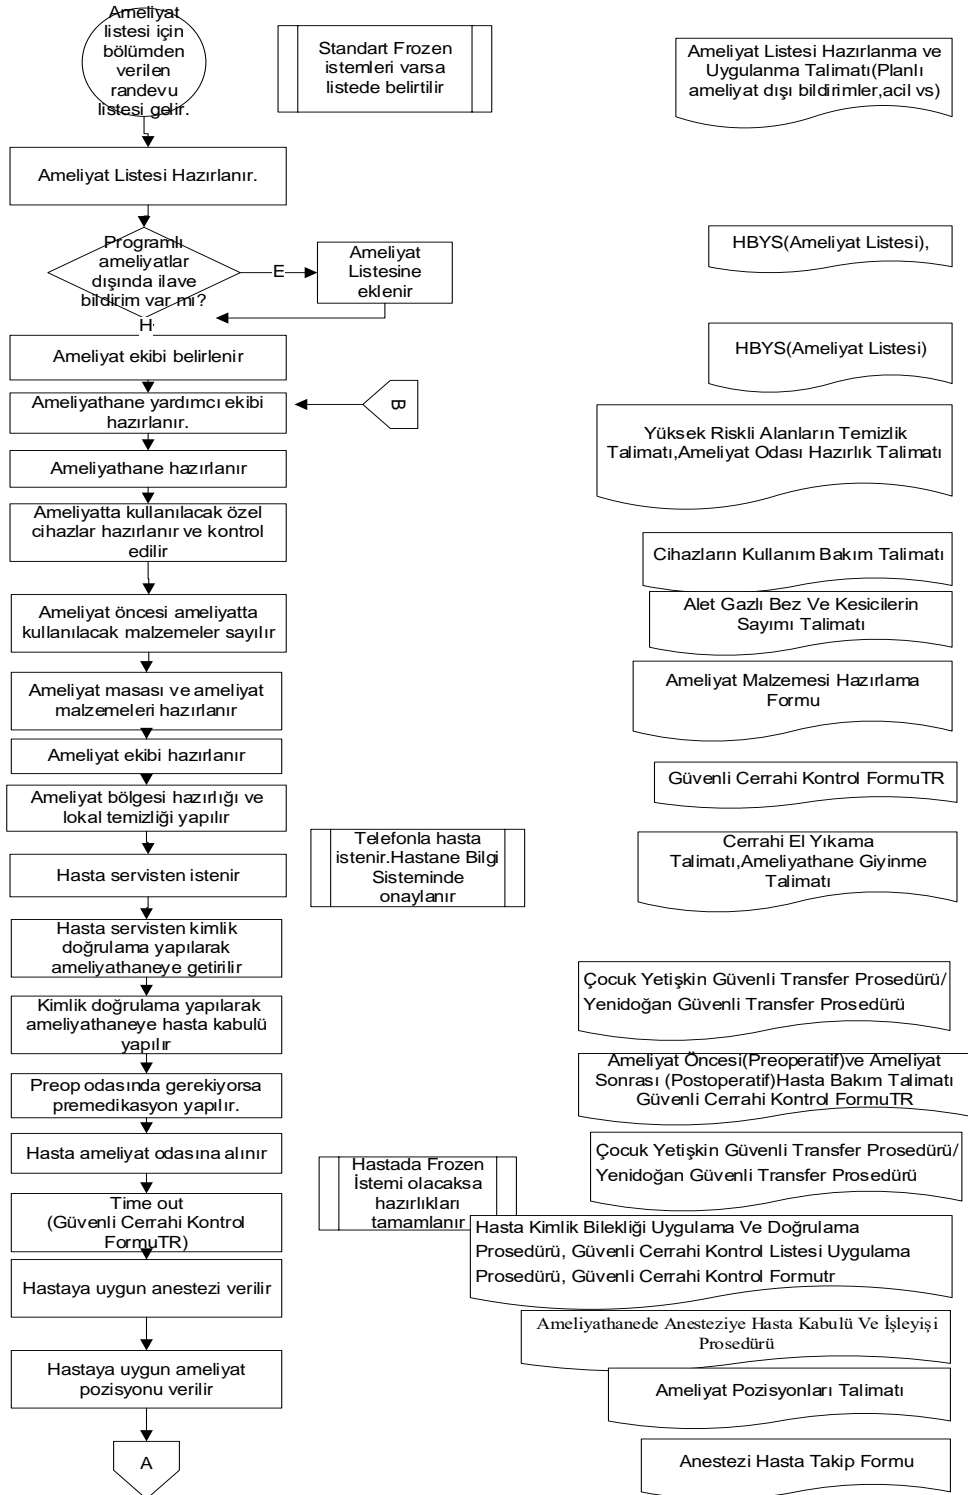 Ameliyat
listesi için
bölümden
verilen
randevu
listesi gelir.
Standart Frozen
istemleri varsa
listede belirtilir
Ameliyat Listesi Hazırlanma ve
Uygulanma Talimatı(Planlı
ameliyat dışı bildirimler,acil vs)
Ameliyat Listesi Hazırlanır.
Programlı
ameliyatlar
dışında ilave
bildirim var mı?
E
Ameliyat
Listesine
eklenir
HBYS(Ameliyat Listesi),
H
Ameliyat ekibi belirlenir
HBYS(Ameliyat Listesi)
Ameliyathane yardımcı ekibi
hazırlanır.
B
Yüksek Riskli Alanların Temizlik
Talimatı,Ameliyat Odası Hazırlık Talimatı
Ameliyathane hazırlanır
Ameliyatta kullanılacak özel
cihazlar hazırlanır ve kontrol
edilir
Cihazların Kullanım Bakım Talimatı
Ameliyat öncesi ameliyatta
kullanılacak malzemeler sayılır
Alet Gazlı Bez Ve Kesicilerin
Sayımı Talimatı
Ameliyat masası ve ameliyat
malzemeleri hazırlanır
Ameliyat Malzemesi Hazırlama
Formu
Ameliyat ekibi hazırlanır
Güvenli Cerrahi Kontrol FormuTR
Ameliyat bölgesi hazırlığı ve
lokal temizliği yapılır
Hasta servisten istenir
Telefonla hasta
istenir.Hastane Bilgi
Sisteminde
onaylanır
Cerrahi El Yıkama
Talimatı,Ameliyathane Giyinme
Talimatı
Hasta servisten kimlik
doğrulama yapılarak
ameliyathaneye getirilir
Çocuk Yetişkin Güvenli Transfer Prosedürü/
Yenidoğan Güvenli Transfer Prosedürü
Kimlik doğrulama yapılarak
ameliyathaneye hasta kabulü
yapılır
Ameliyat Öncesi(Preoperatif)ve Ameliyat
Sonrası (Postoperatif)Hasta Bakım Talimatı
Güvenli Cerrahi Kontrol FormuTR
Preop odasında gerekiyorsa
premedikasyon yapılır.
Hasta ameliyat odasına alınır
Hastada Frozen
İstemi olacaksa
hazırlıkları
tamamlanır
Çocuk Yetişkin Güvenli Transfer Prosedürü/
Yenidoğan Güvenli Transfer Prosedürü
Time out
(Güvenli Cerrahi Kontrol
FormuTR)
Hasta Kimlik Bilekliği Uygulama Ve Doğrulama
Prosedürü, Güvenli Cerrahi Kontrol Listesi Uygulama
Prosedürü, Güvenli Cerrahi Kontrol Formutr
Hastaya uygun anestezi verilir
Ameliyathanede Anesteziye Hasta Kabulü Ve İşleyişi
Prosedürü
Hastaya uygun ameliyat
pozisyonu verilir
Ameliyat Pozisyonları Talimatı
A
Anestezi Hasta Takip Formu